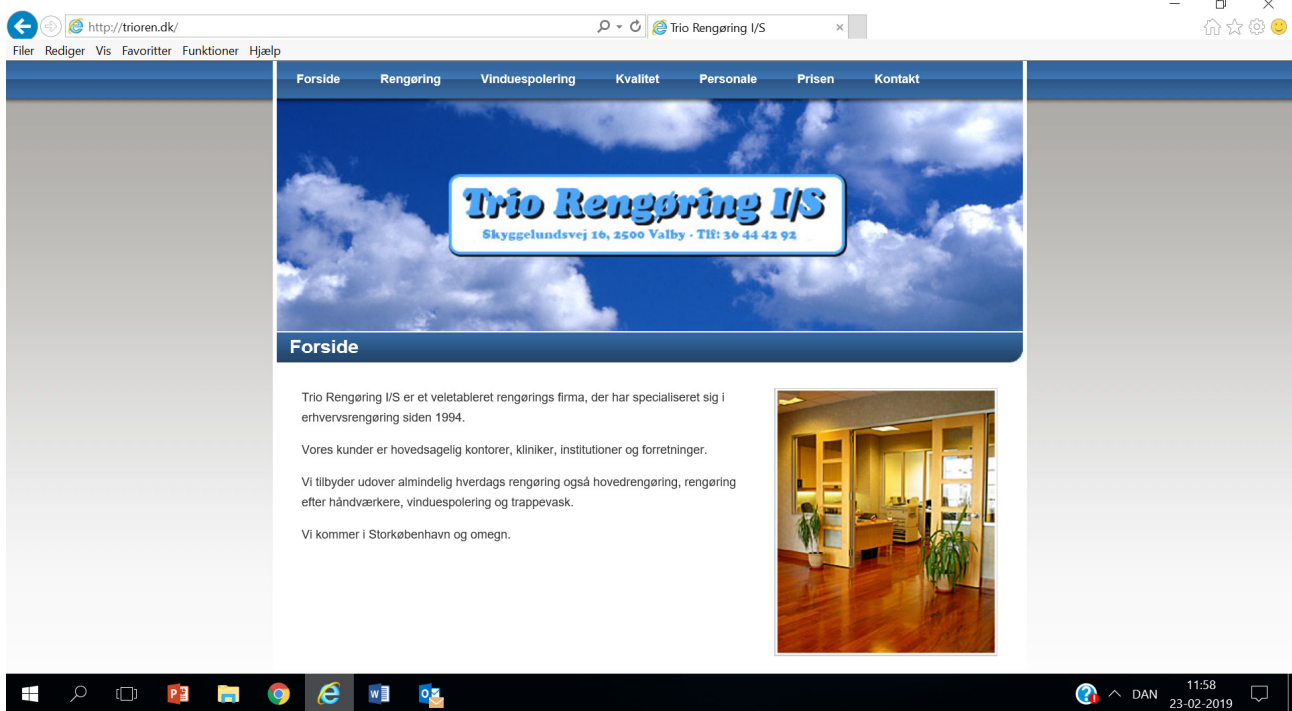 http://trioren.dk/
Trio Rengøring I/S
Filer Rediger Vis Favoritter Funktioner Hjælp
Forside Rengøring Vinduespolering Kvalitet Personale Prisen Kontakt
Trio Rengøring I/S
Skyggelundsvej 16, 2500 Valby - Tlf: 36 44 42 92
Forside
Trio Rengøring I/S er et veletableret rengørings firma, der har specialiseret sig i
erhvervsrengøring siden 1994.
Vores kunder er hovedsagelig kontorer, kliniker, institutioner og forretninger.
Vi tilbyder udover almindelig hverdags rengøring også hovedrengøring, rengøring
efter håndværkere, vinduespolering og trappevask.
Vi kommer i Storkøbenhavn og omegn.
DAN
11:58
23-02-2019